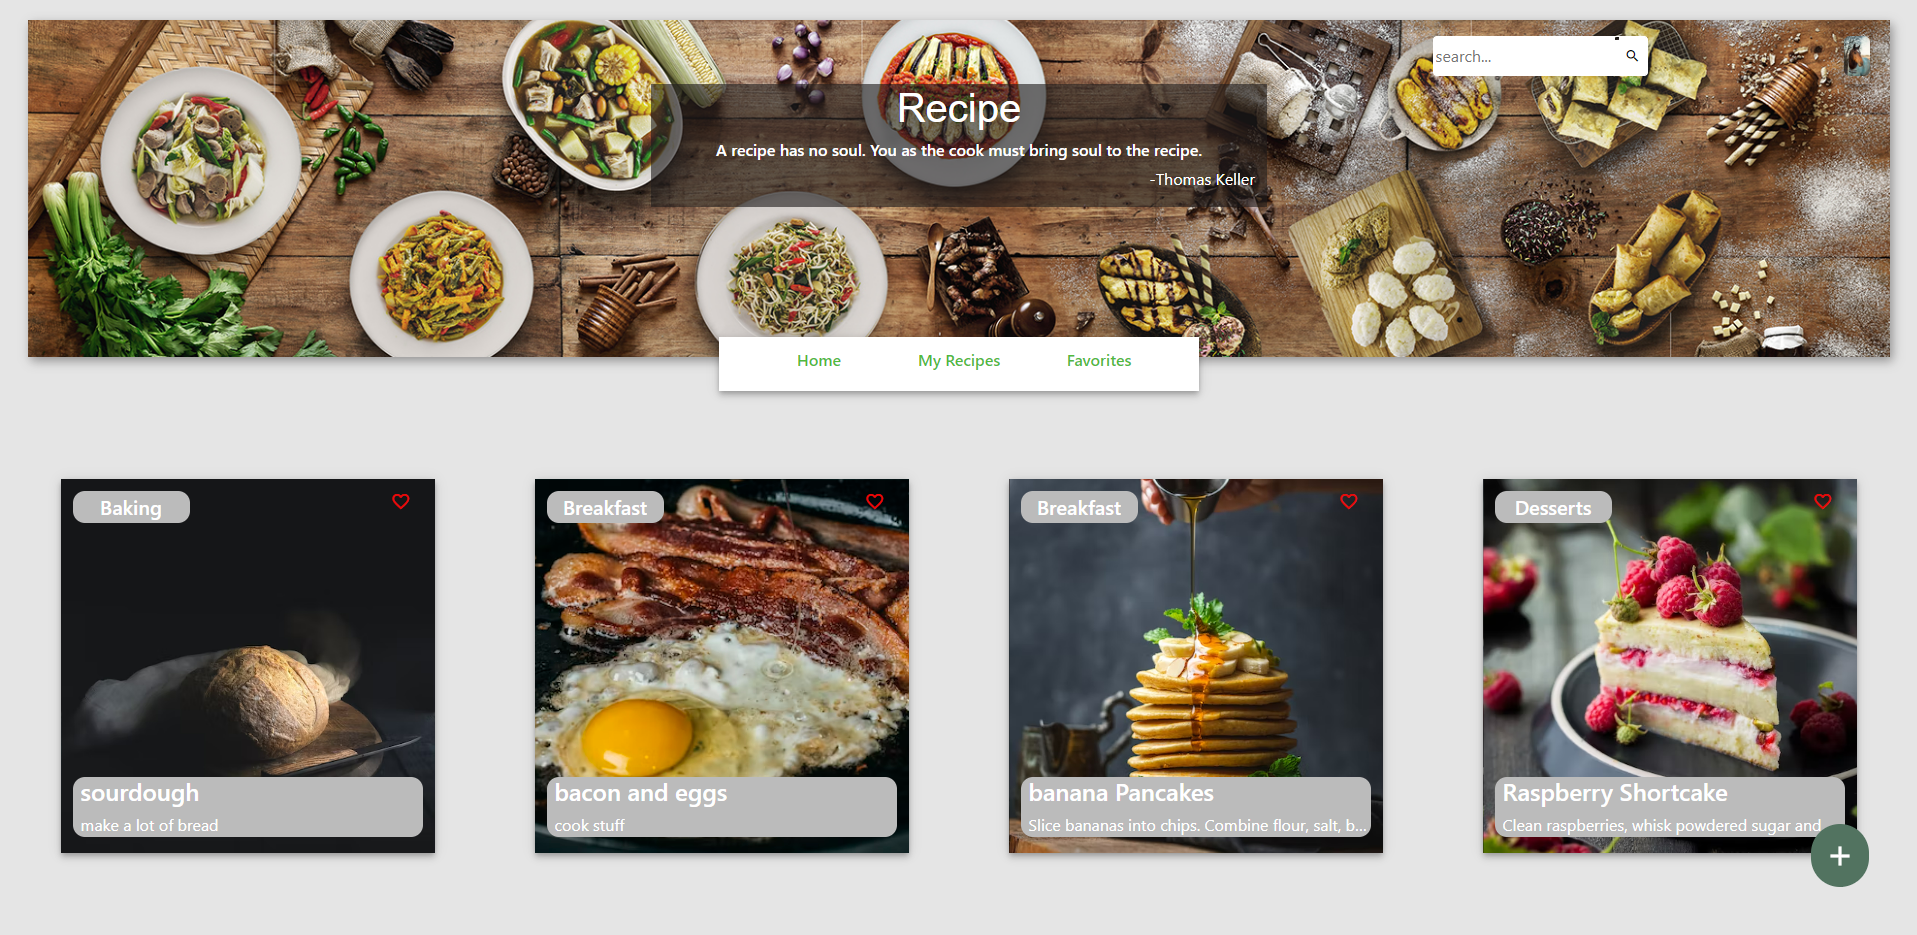 search...
Recipe
A recipe has no soul. You as the cook must bring soul to the recipe.
-Thomas Keller
Home
My Recipes
Favorites
Baking
sourdough
make a lot of bread
Breakfast
bacon and eggs
cook stuff
Breakfast
banana Pancakes
Slice bananas into chips. Combine flour, salt, b...
Desserts
Raspberry Shortcake
Clean raspberries, whisk powdered sugar and
+